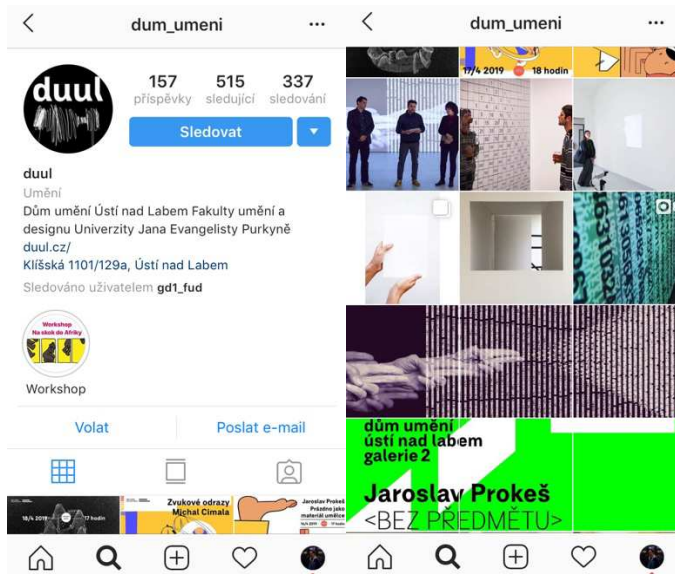 dum_umeni
duul
157
515
337
příspěvky
sledující
sledování
Sledovat
duul
Umění
Dům umění Ústí nad Labem Fakulty umění a
designu Univerzity Jana Evangelisty Purkyně
duul.cz/
Klíšská 1101/129a, Ústí nad Labem
Sledováno uživatelem gd1_fud
Workshop
Na skok do Afriky
Workshop
Volat
Poslat e-mail
18/4 2019
17 hodin
Zvukové odrazy
Michal Cimala
Jaroslav Prokeš
Prázdno jako
materiál umělce
dum_umeni
17/4 2019
18 hodin
dům umění
ústí nad labem
galerie 2
Jaroslav Prokeš
<BEZ PŘEDMĚTU>